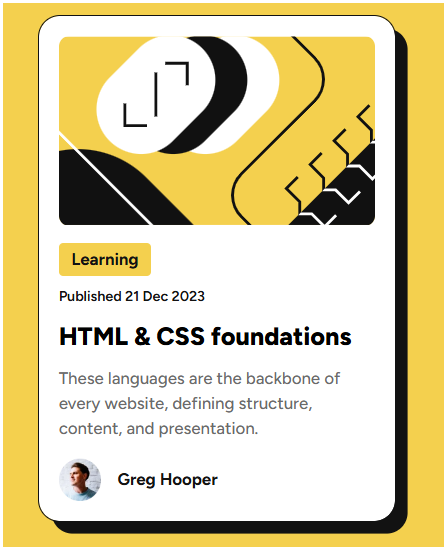 Learning
Published 21 Dec 2023
HTML & CSS foundations
These languages are the backbone of
every website, defining structure,
content, and presentation.
Greg Hooper